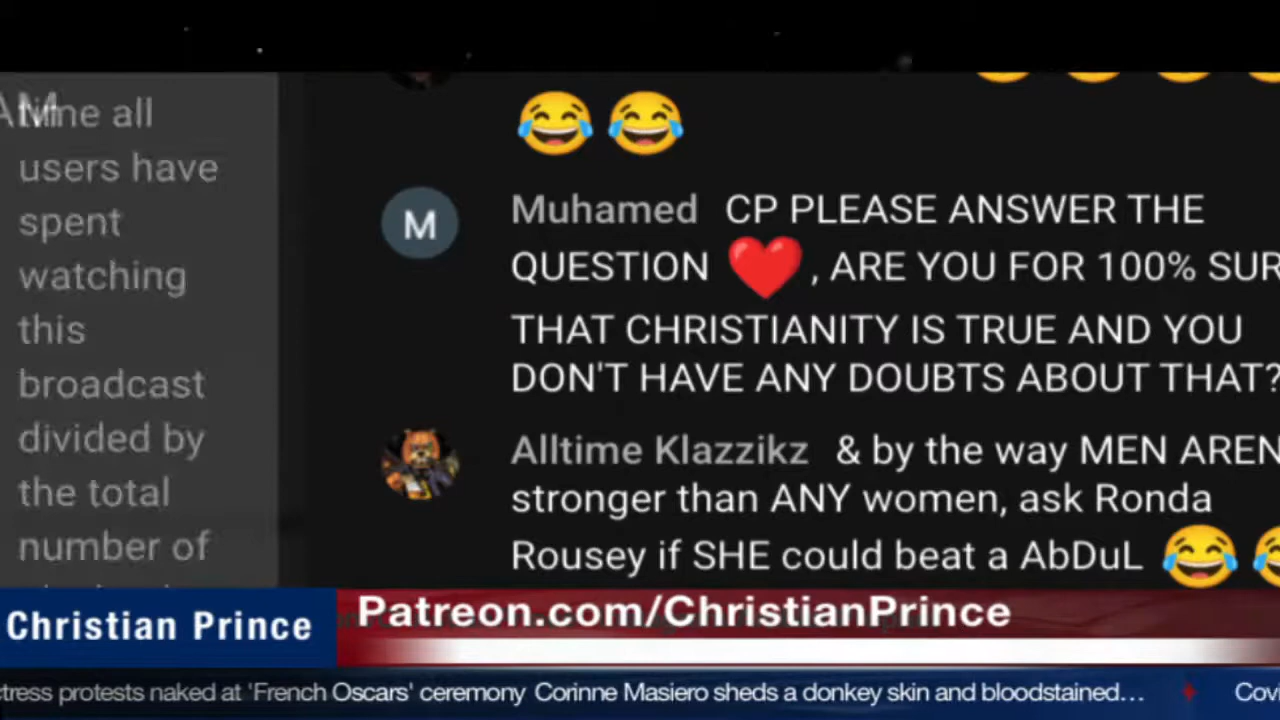 time all
users have
spent
watching
this
broadcast
divided by
the total
number of
Muhamed CP PLEASE ANSWER THE
QUESTION ❤️, ARE YOU FOR 100% SUR
THAT CHRISTIANITY IS TRUE AND YOU
DON'T HAVE ANY DOUBTS ABOUT THAT?
M
Alltime Klazzikz & by the way MEN AREN
stronger than ANY women, ask Ronda
Rousey if SHE could beat a AbDuL 😂
Christian Prince
Patreon.com/ChristianPrince
ctress protests naked at 'French Oscars' ceremony Corinne Masiero sheds a donkey skin and bloodstained… Covi